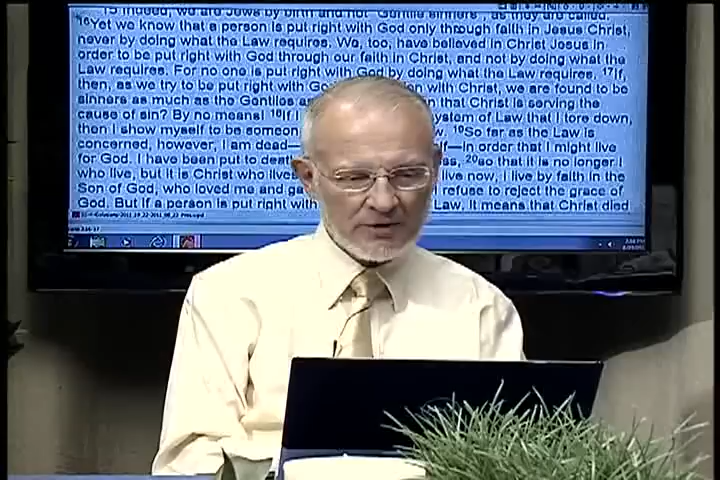 15 Indeed, we are Jews by birth and not "Gentile sinners", as they are called.
16Yet we know that a person is put right with God only through faith in Jesus Christ,
never by doing what the Law requires. We, too, have believed in Christ Jesus in
order to be put right with God through our faith in Christ, and not by doing what the
Law requires. For no one is put right with God by doing what the Law requires. 17If,
then, as we try to be put right with God on with Christ, we are found to be
sinners as much as the Gentiles a on that Christ is serving the
cause of sin? By no means! 18If I ystem of Law that I tore down,
then I show myself to be someon w. 19So far as the Law is
concerned, however, I am dead— f—in order that I might live
for God. I have been put to deat s, 20so that it is no longer I
who live, but it is Christ who lives live now, I live by faith in the
Son of God, who loved me and ga refuse to reject the grace of
God. But if a person is put right with Law, it means that Christ died